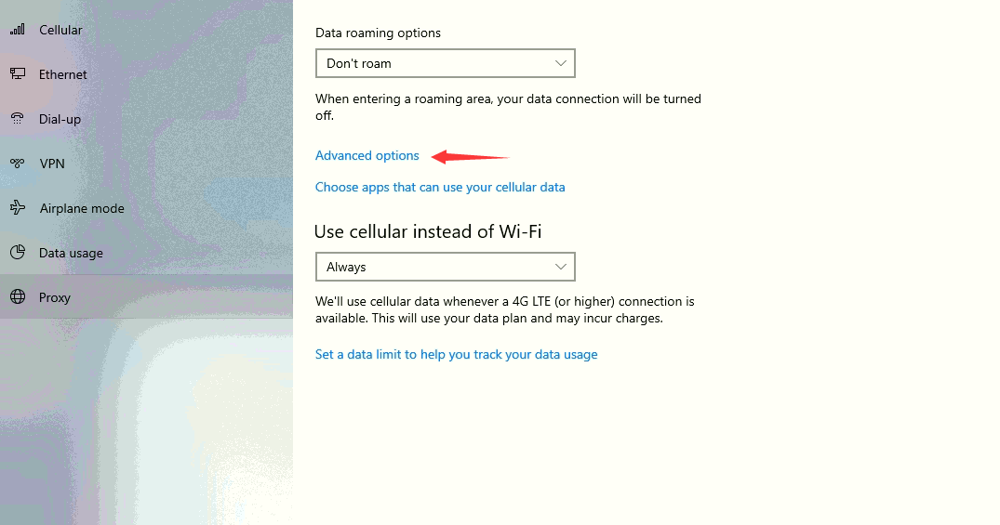 Cellular
Ethernet
Dial-up
VPN
Airplane mode
Data usage
Proxy
Data roaming options
Don't roam
When entering a roaming area, your data connection will be turned
off.
Advanced options
Choose apps that can use your cellular data
Use cellular instead of Wi-Fi
Always
We'll use cellular data whenever a 4G LTE (or higher) connection is
available. This will use your data plan and may incur charges.
Set a data limit to help you track your data usage